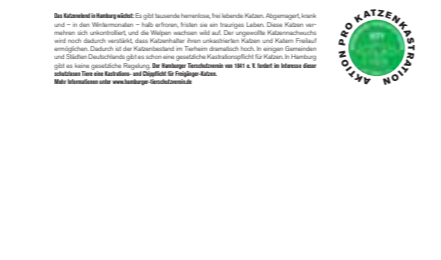 Das Katzenelend in Hamburg wächst: Es gibt tausende herrenlose, frei lebende Katzen. Abgemagert, krank
und – in den Wintermonaten – halb erfroren, fristen sie ein trauriges Leben. Diese Katzen ver-
mehren sich unkontrolliert, und die Welpen wachsen wild auf. Der ungewollte Katzennachwuchs
wird noch dadurch verstärkt, dass Katzenhalter ihren unkastrierten Katzen und Katern Freilauf
ermöglichen. Dadurch ist der Katzenbestand im Tierheim dramatisch hoch. In einigen Gemeinden
und Städten Deutschlands gibt es schon eine gesetzliche Kastrationspflicht für Katzen. In Hamburg
gibt es keine gesetzliche Regelung. Der Hamburger Tierschutzverein von 1841 e. V. fordert im Interesse dieser
schutzlosen Tiere eine Kastrations- und Chippflicht für Freigänger-Katzen.
Mehr Informationen unter www.hamburger-tierschutzverein.de
AKTION PRO KATZENKASTRATION